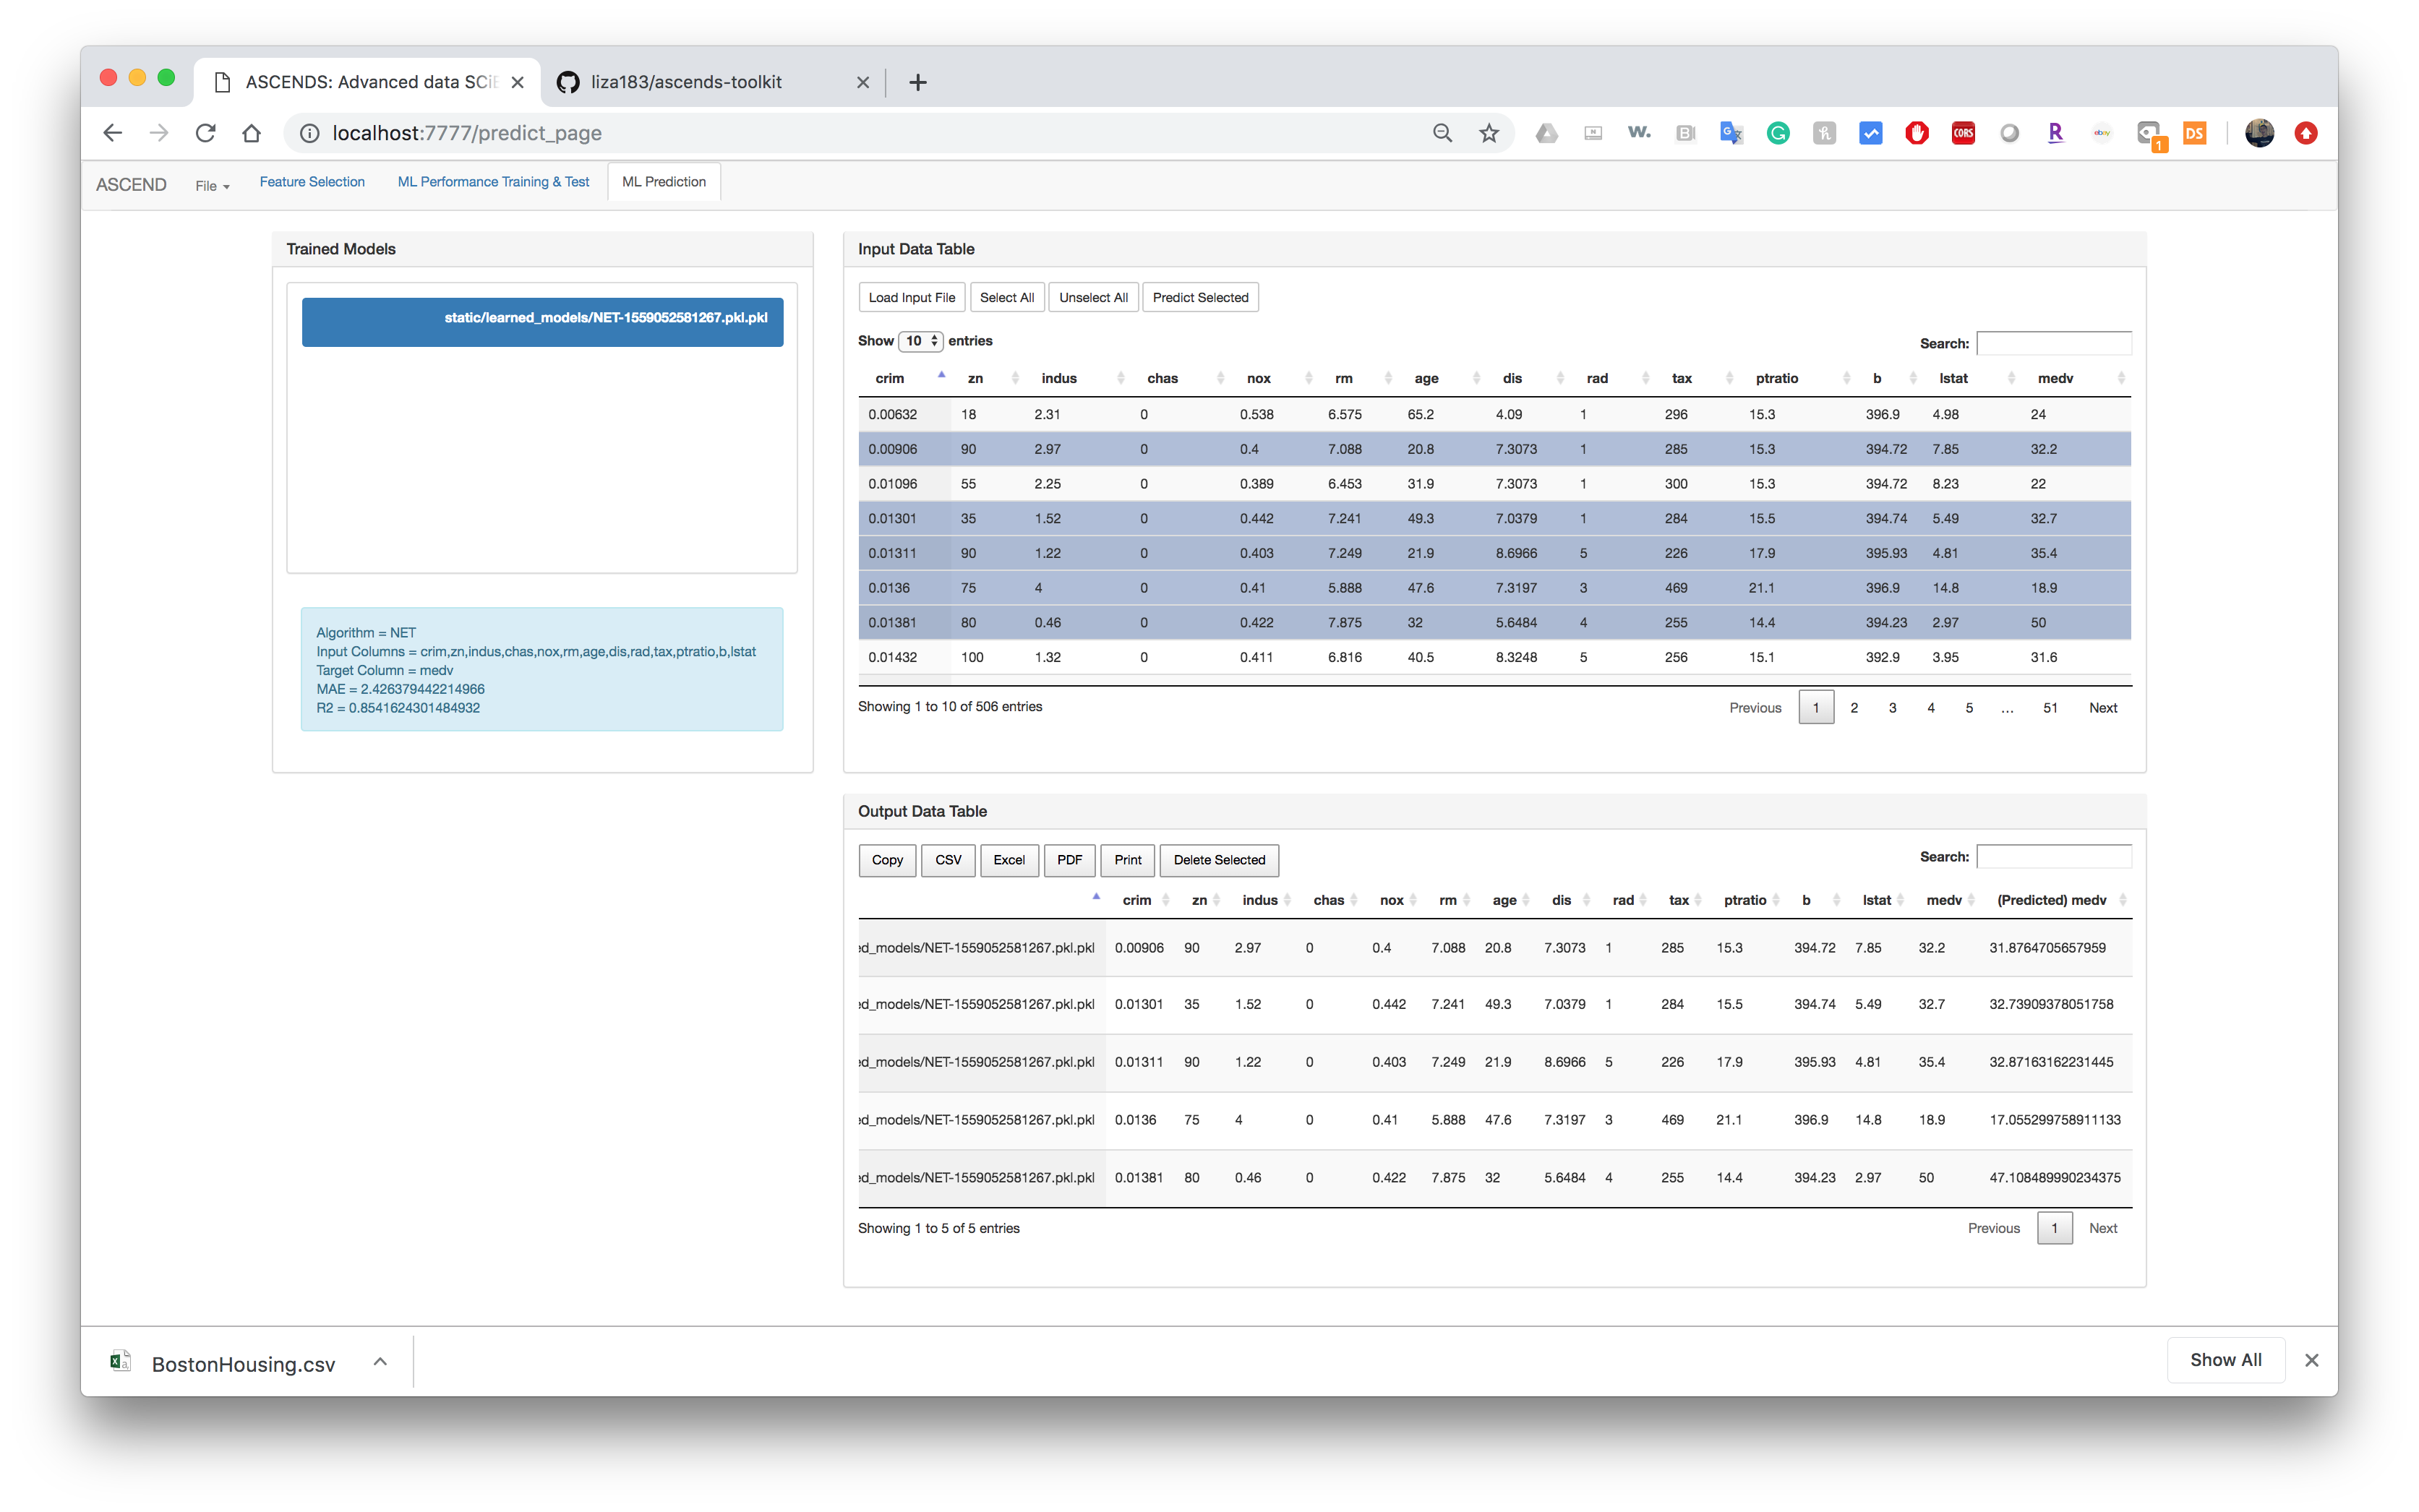 ASCENDS: Advanced data SCiE
liza183/ascends-toolkit
localhost:7777/predict_page
ASCEND File Feature Selection ML Performance Training & Test ML Prediction
Trained Models
static/learned_models/NET-1559052581267.pkl.pkl
Algorithm = NET
Input Columns = crim,zn,indus,chas,nox,rm,age,dis,rad,tax,ptratio,b,lstat
Target Column = medv
MAE = 2.426379442214966
R2 = 0.8541624301484932
Input Data Table
Load Input File Select All Unselect All Predict Selected
Show 10 entries Search:
crim zn indus chas nox rm age dis rad tax ptratio b lstat medv
0.00632 18 2.31 0 0.538 6.575 65.2 4.09 1 296 15.3 396.9 4.98 24
0.00906 90 2.97 0 0.4 7.088 20.8 7.3073 1 285 15.3 394.72 7.85 32.2
0.01096 55 2.25 0 0.389 6.453 31.9 7.3073 1 300 15.3 394.72 8.23 22
0.01301 35 1.52 0 0.442 7.241 49.3 7.0379 1 284 15.5 394.74 5.49 32.7
0.01311 90 1.22 0 0.403 7.249 21.9 8.6966 5 226 17.9 395.93 4.81 35.4
0.0136 75 4 0 0.41 5.888 47.6 7.3197 3 469 21.1 396.9 14.8 18.9
0.01381 80 0.46 0 0.422 7.875 32 5.6484 4 255 14.4 394.23 2.97 50
0.01432 100 1.32 0 0.411 6.816 40.5 8.3248 5 256 15.1 392.9 3.95 31.6
Showing 1 to 10 of 506 entries Previous 1 2 3 4 5 … 51 Next
Output Data Table
Copy CSV Excel PDF Print Delete Selected Search:
crim zn indus chas nox rm age dis rad tax ptratio b lstat medv (Predicted) medv
ed_models/NET-1559052581267.pkl.pkl 0.00906 90 2.97 0 0.4 7.088 20.8 7.3073 1 285 15.3 394.72 7.85 32.2 31.8764705657959
ed_models/NET-1559052581267.pkl.pkl 0.01301 35 1.52 0 0.442 7.241 49.3 7.0379 1 284 15.5 394.74 5.49 32.7 32.73909378051758
ed_models/NET-1559052581267.pkl.pkl 0.01311 90 1.22 0 0.403 7.249 21.9 8.6966 5 226 17.9 395.93 4.81 35.4 32.87163162231445
ed_models/NET-1559052581267.pkl.pkl 0.0136 75 4 0 0.41 5.888 47.6 7.3197 3 469 21.1 396.9 14.8 18.9 17.055299758911133
ed_models/NET-1559052581267.pkl.pkl 0.01381 80 0.46 0 0.422 7.875 32 5.6484 4 255 14.4 394.23 2.97 50 47.108489990234375
Showing 1 to 5 of 5 entries Previous 1 Next
BostonHousing.csv Show All